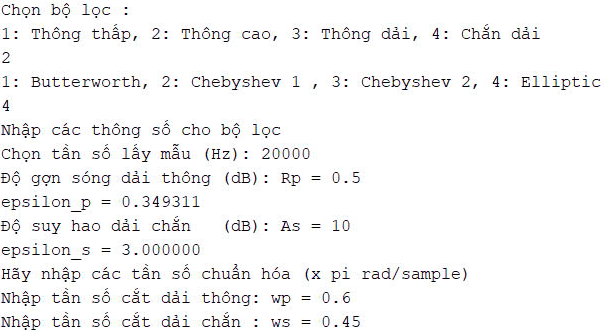 Chọn bộ lọc :
1: Thông thấp, 2: Thông cao, 3: Thông dải, 4: Chắn dải
2
1: Butterworth, 2: Chebyshev 1 , 3: Chebyshev 2, 4: Elliptic
4
Nhập các thông số cho bộ lọc
Chọn tần số lấy mẫu (Hz): 20000
Độ gợn sóng dải thông (dB): Rp = 0.5
epsilon_p = 0.349311
Độ suy hao dải chắn   (dB): As = 10
epsilon_s = 3.000000
Hãy nhập các tần số chuẩn hóa (x pi rad/sample)
Nhập tần số cắt dải thông: wp = 0.6
Nhập tần số cắt dải chắn : ws = 0.45